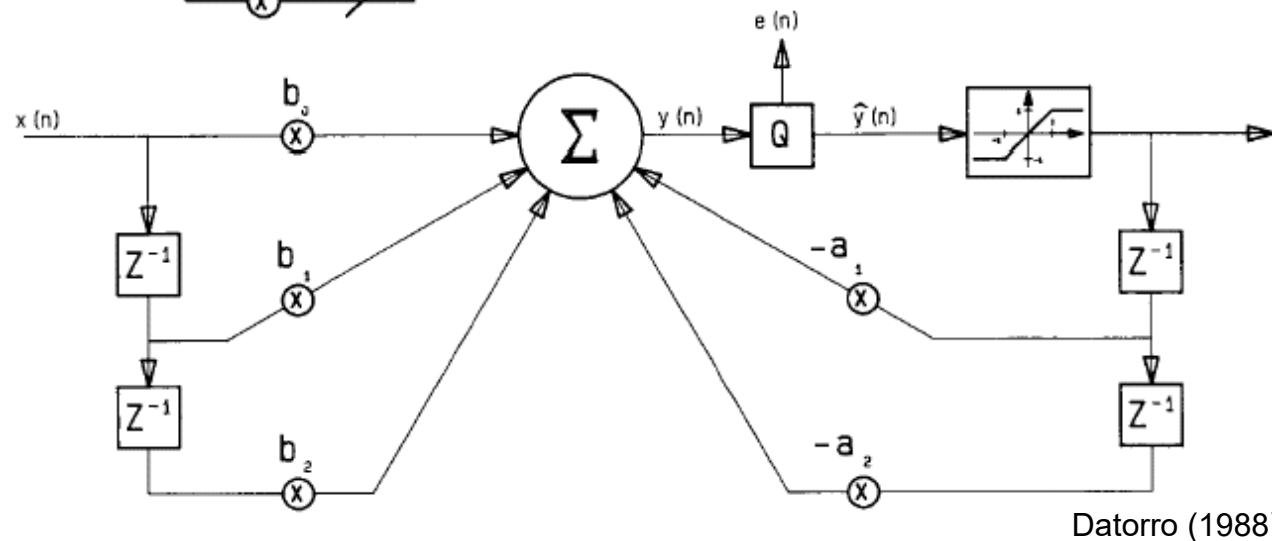 X
e (n)
b₀
x (n)
X
Σ
y (n)
Q
ŷ (n)
Z⁻¹
b₁
X
-a₁
X
Z⁻¹
Z⁻¹
b₂
X
-a₂
X
Z⁻¹
Datorro (1988)